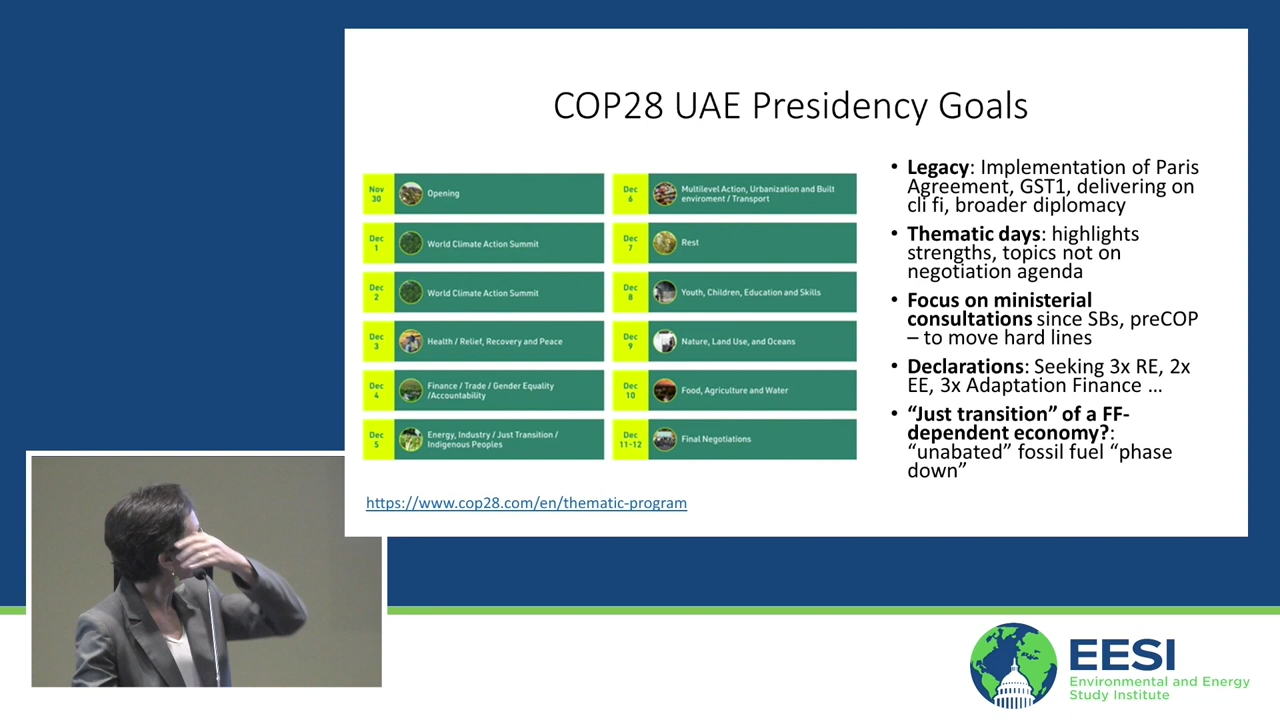 COP28 UAE Presidency Goals
Nov
30
Opening
Dec
1
World Climate Action Summit
Dec
2
World Climate Action Summit
Dec
3
Health / Relief, Recovery and Peace
Dec
4
Finance / Trade / Gender Equality
/Accountability
Dec
5
Energy, Industry / Just Transition /
Indigenous Peoples
Dec
6
Multilevel Action, Urbanization and Built
enviroment / Transport
Dec
7
Rest
Dec
8
Youth, Children, Education and Skills
Dec
9
Nature, Land Use, and Oceans
Dec
10
Food, Agriculture and Water
Dec
11-12
Final Negotiations
https://www.cop28.com/en/thematic-program
• Legacy: Implementation of Paris
Agreement, GST1, delivering on
cli fi, broader diplomacy
• Thematic days: highlights
strengths, topics not on
negotiation agenda
• Focus on ministerial
consultations since SBs, preCOP
– to move hard lines
• Declarations: Seeking 3x RE, 2x
EE, 3x Adaptation Finance …
• “Just transition” of a FF-
dependent economy?:
“unabated” fossil fuel “phase
down”
EESI
Environmental and Energy
Study Institute